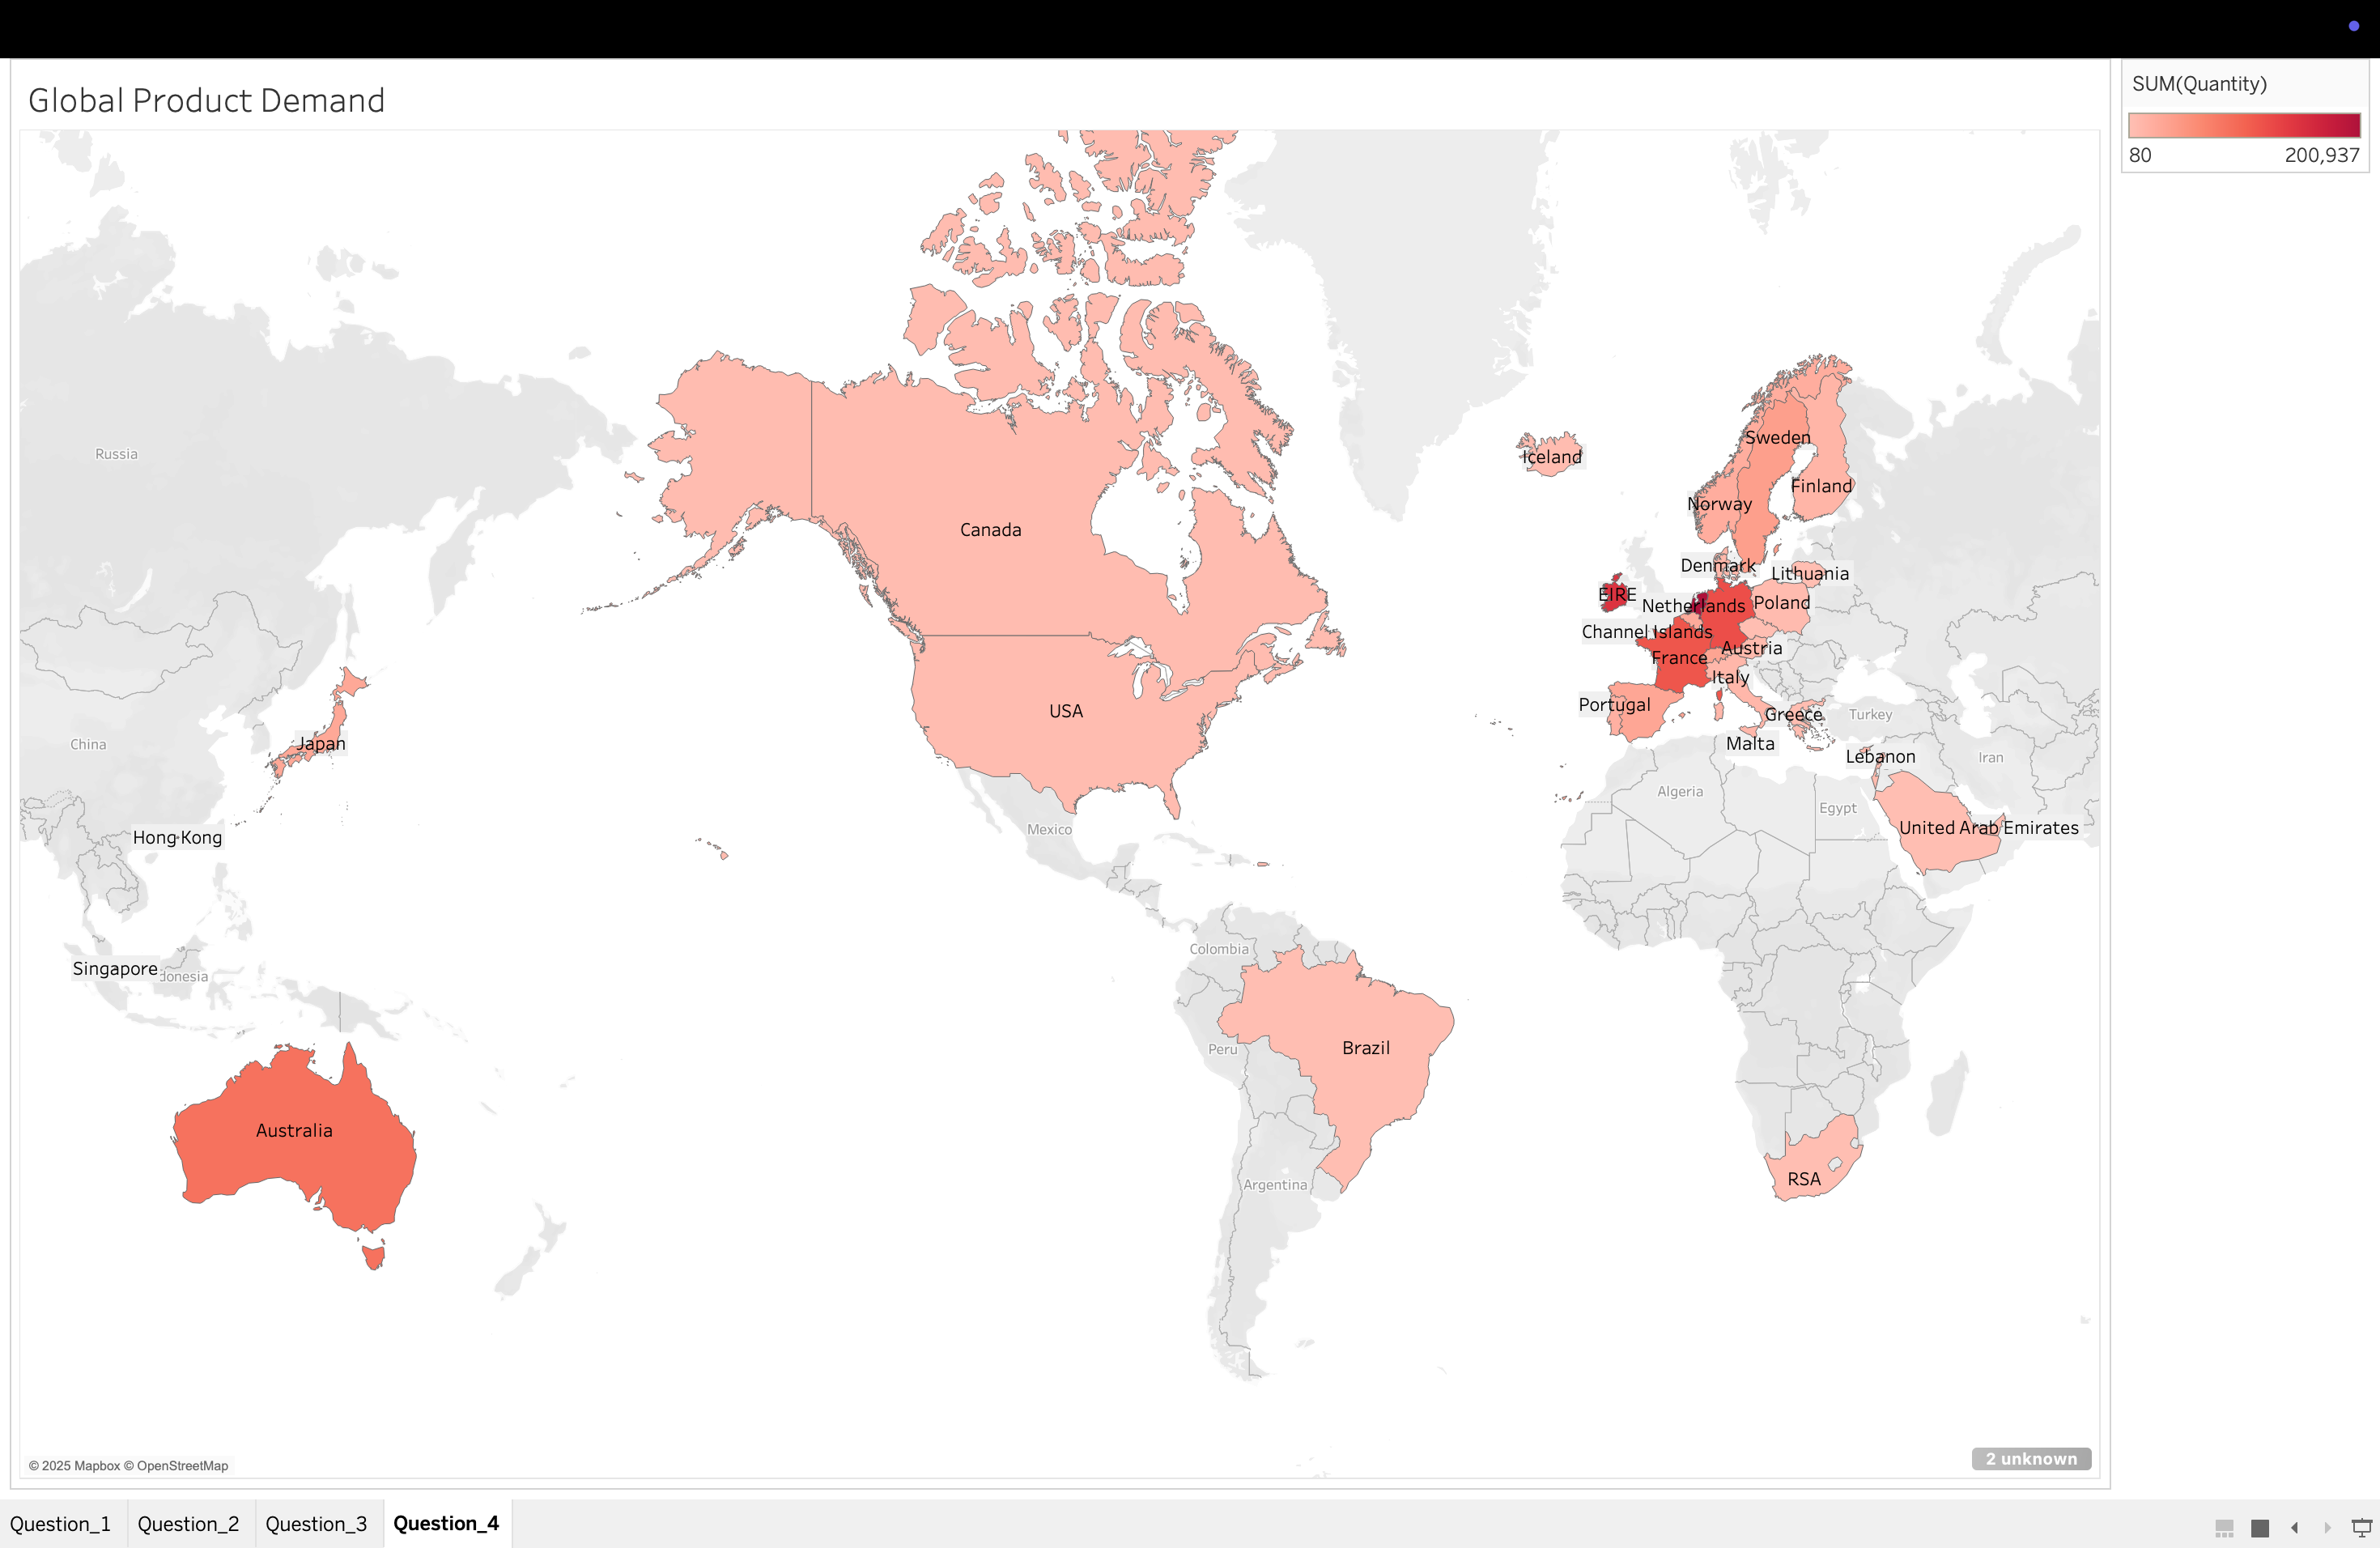 Global Product Demand
SUM(Quantity)
80
200,937
Russia
Canada
Iceland
Sweden
Finland
Norway
Denmark
Lithuania
EIRE
Netherlands
Poland
Channel Islands
Austria
France
Italy
Portugal
Greece
Turkey
Malta
Lebanon
Iran
USA
Japan
China
Algeria
Egypt
United Arab Emirates
Mexico
Hong Kong
Colombia
Singapore
donesia
Peru
Brazil
Australia
Argentina
RSA
© 2025 Mapbox © OpenStreetMap
2 unknown
Question_1
Question_2
Question_3
Question_4